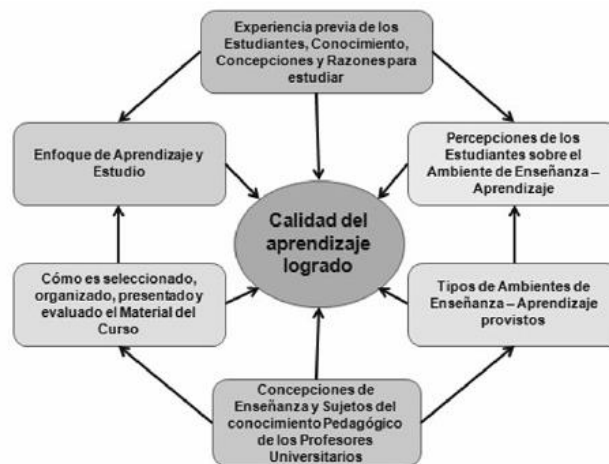 Experiencia previa de los
Estudiantes, Conocimiento,
Concepciones y Razones para
estudiar
Enfoque de Aprendizaje y
Estudio
Percepciones de los
Estudiantes sobre el
Ambiente de Enseñanza –
Aprendizaje
Calidad del
aprendizaje
logrado
Cómo es seleccionado,
organizado, presentado y
evaluado el Material del
Curso
Tipos de Ambientes de
Enseñanza – Aprendizaje
provistos
Concepciones de
Enseñanza y Sujetos del
conocimiento Pedagógico
de los Profesores
Universitarios